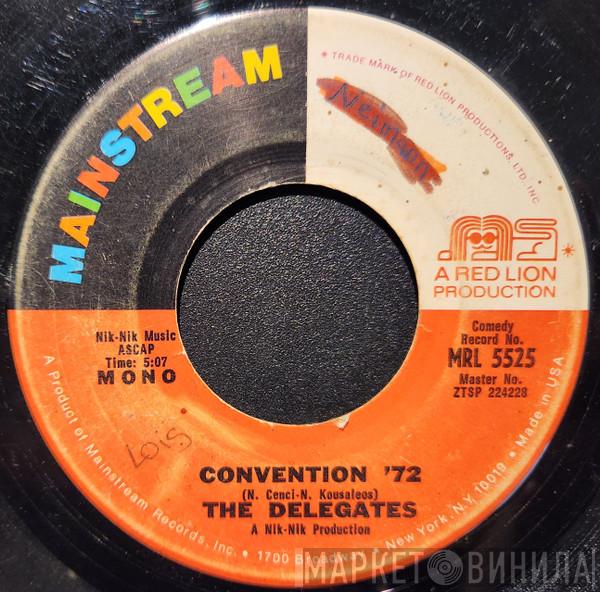 MAINSTREAM
* TRADE MARK OF RED LION PRODUCTIONS, LTD., INC.
MS *
A RED LION
PRODUCTION
Nik-Nik Music
ASCAP
Time: 5:07
MONO
Comedy
Record No.
MRL 5525
Master No.
ZTSP 224228
Lois
CONVENTION '72
(N. Cenci-N. Kousaleos)
THE DELEGATES
A Nik-Nik Production
A Product of Mainstream Records, Inc. • 1700 Broadway, New York, N.Y. 10019 • Made in USA
МАРКЕТ ВИНИЛА